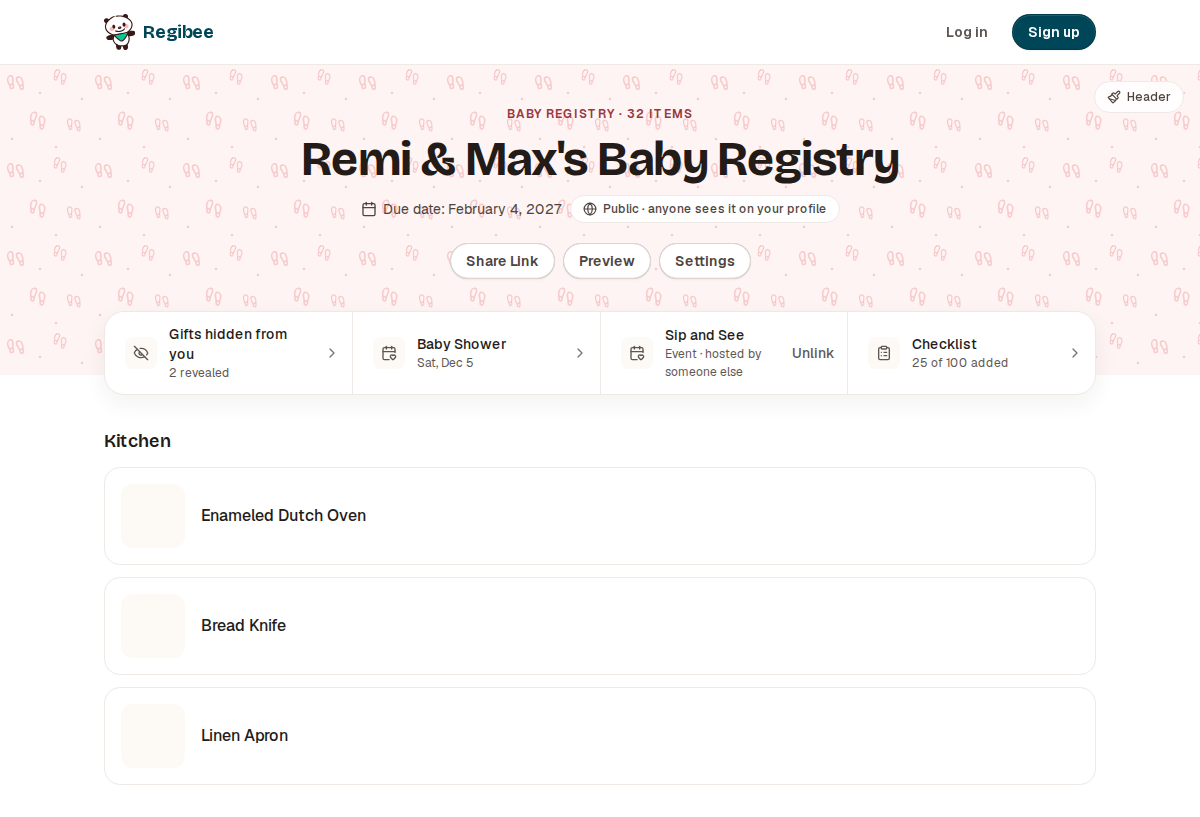 Regibee
Log in
Sign up
Header
BABY REGISTRY · 32 ITEMS
Remi & Max's Baby Registry
Due date: February 4, 2027
Public · anyone sees it on your profile
Share Link
Preview
Settings
Gifts hidden from
you
2 revealed
Baby Shower
Sat, Dec 5
Sip and See
Event · hosted by
someone else
Unlink
Checklist
25 of 100 added
Kitchen
Enameled Dutch Oven
Bread Knife
Linen Apron